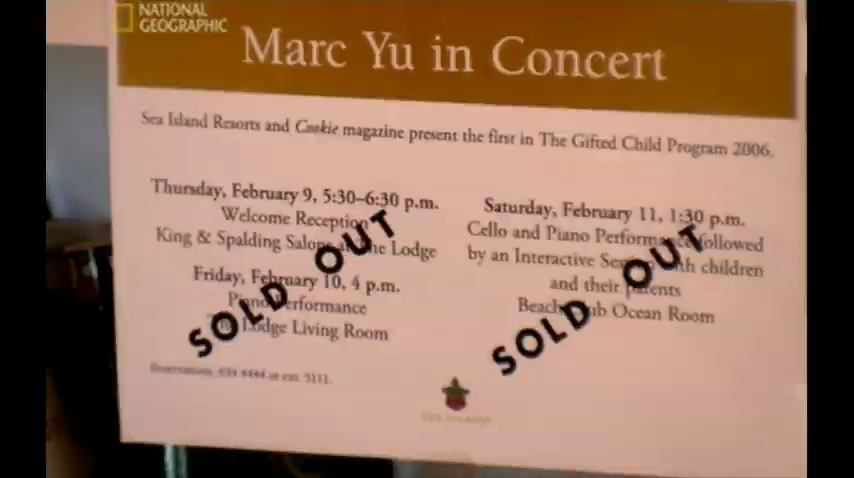 NATIONAL
GEOGRAPHIC
Marc Yu in Concert
Sea Island Resorts and Cookie magazine present the first in The Gifted Child Program 2006.
Thursday, February 9, 5:30–6:30 p.m.
Welcome Reception
King & Spalding Salon at the Lodge
Friday, February 10, 4 p.m.
Piano Performance
The Lodge Living Room
SOLD OUT
Saturday, February 11, 1:30 p.m.
Cello and Piano Performance followed
by an Interactive Session with children
and their parents
Beach Club Ocean Room
SOLD OUT
Reservations,
SEA ISLAND